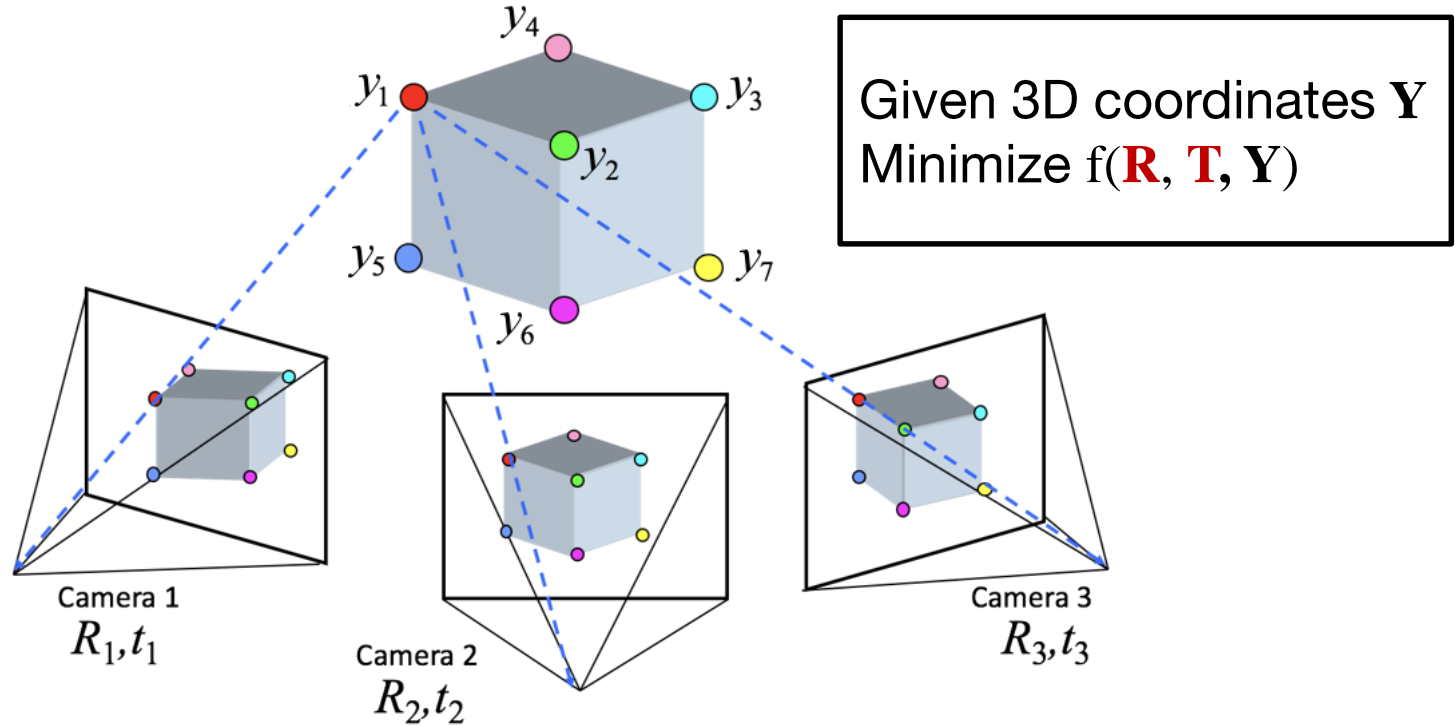 y₄
y₁
y₃
y₂
y₅
y₇
y₆
Given 3D coordinates Y
Minimize f(R, T, Y)
Camera 1
R₁,t₁
Camera 2
R₂,t₂
Camera 3
R₃,t₃